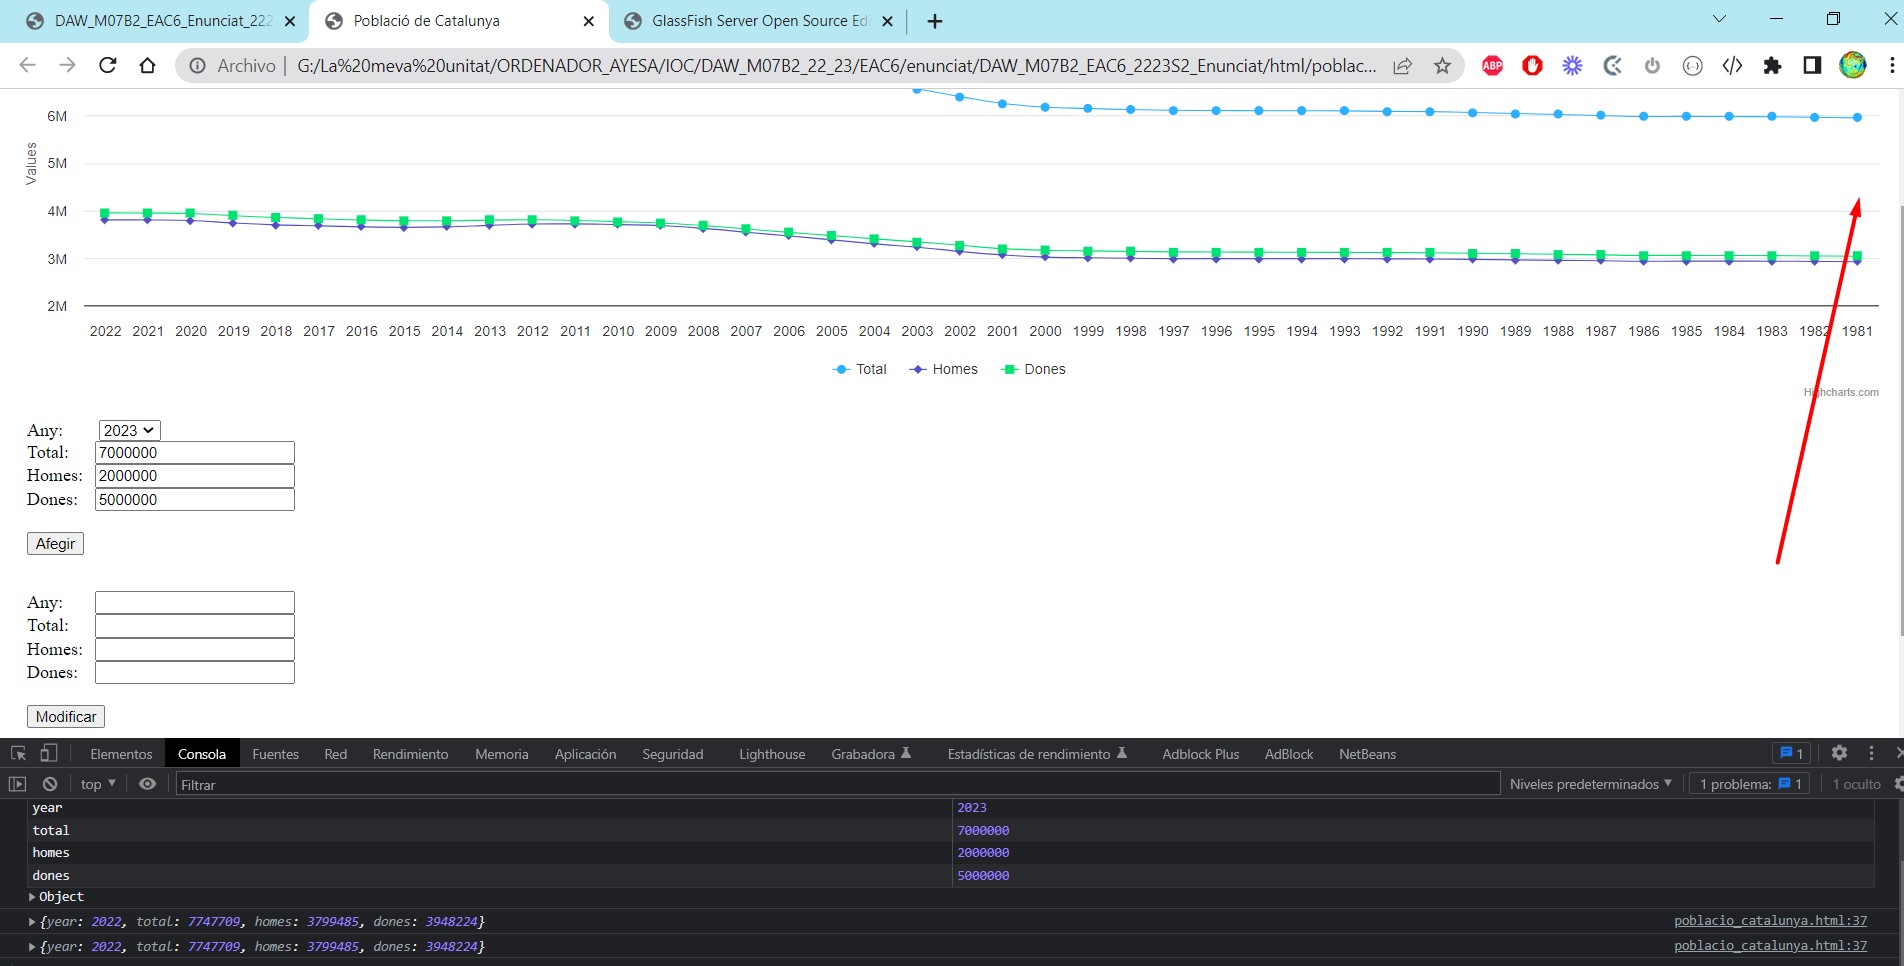 DAW_M07B2_EAC6_Enunciat_222
Població de Catalunya
GlassFish Server Open Source Edi
Archivo
G:/La%20meva%20unitat/ORDENADOR_AYESA/IOC/DAW_M07B2_22_23/EAC6/enunciat/DAW_M07B2_EAC6_2223S2_Enunciat/html/poblac...
ABP
6M
5M
4M
3M
2M
Values
2022 2021 2020 2019 2018 2017 2016 2015 2014 2013 2012 2011 2010 2009 2008 2007 2006 2005 2004 2003 2002 2001 2000 1999 1998 1997 1996 1995 1994 1993 1992 1991 1990 1989 1988 1987 1986 1985 1984 1983 1982 1981
Total Homes Dones
Highcharts.com
Any: 2023
Total: 7000000
Homes: 2000000
Dones: 5000000
Afegir
Any:
Total:
Homes:
Dones:
Modificar
Elementos Consola Fuentes Red Rendimiento Memoria Aplicación Seguridad Lighthouse Grabadora Estadísticas de rendimiento Adblock Plus AdBlock NetBeans 1
top Filtrar Niveles predeterminados 1 problema: 1 1 oculto
year 2023
total 7000000
homes 2000000
dones 5000000
Object
{year: 2022, total: 7747709, homes: 3799485, dones: 3948224} poblacio_catalunya.html:37
{year: 2022, total: 7747709, homes: 3799485, dones: 3948224} poblacio_catalunya.html:37